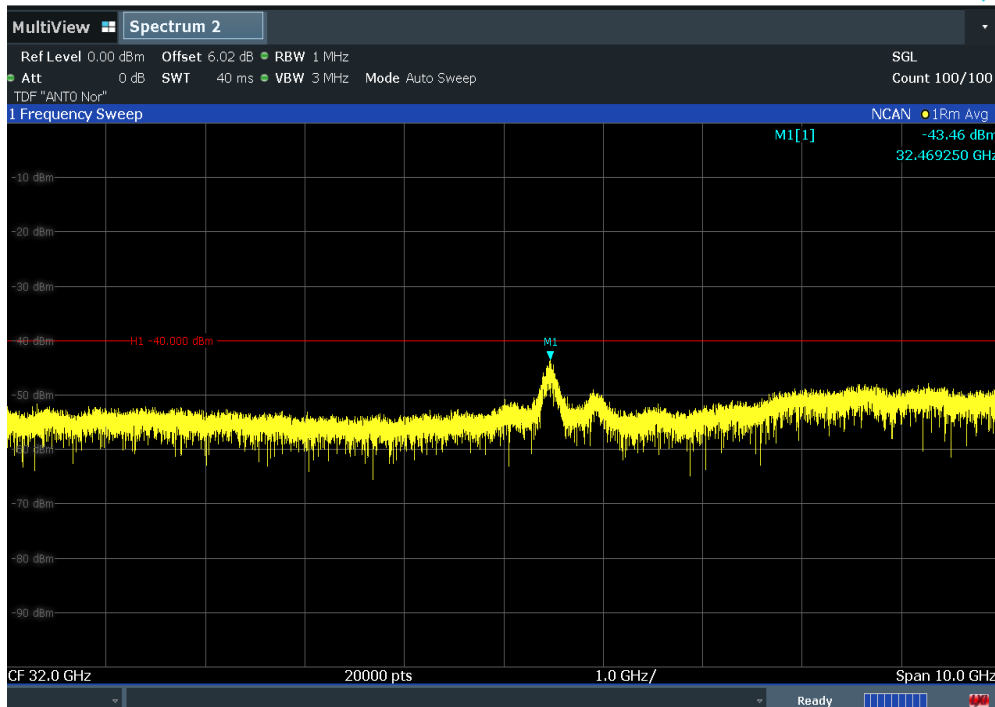 MultiView Spectrum 2
Ref Level 0.00 dBm Offset 6.02 dB RBW 1 MHz SGL
Att 0 dB SWT 40 ms VBW 3 MHz Mode Auto Sweep Count 100/100
TDF "ANT0 Nor"
1 Frequency Sweep NCAN 1Rm Avg
M1[1] -43.46 dBm
32.469250 GHz
-10 dBm
-20 dBm
-30 dBm
-40 dBm H1 -40.000 dBm M1
-50 dBm
-60 dBm
-70 dBm
-80 dBm
-90 dBm
CF 32.0 GHz 20000 pts 1.0 GHz/ Span 10.0 GHz
Ready